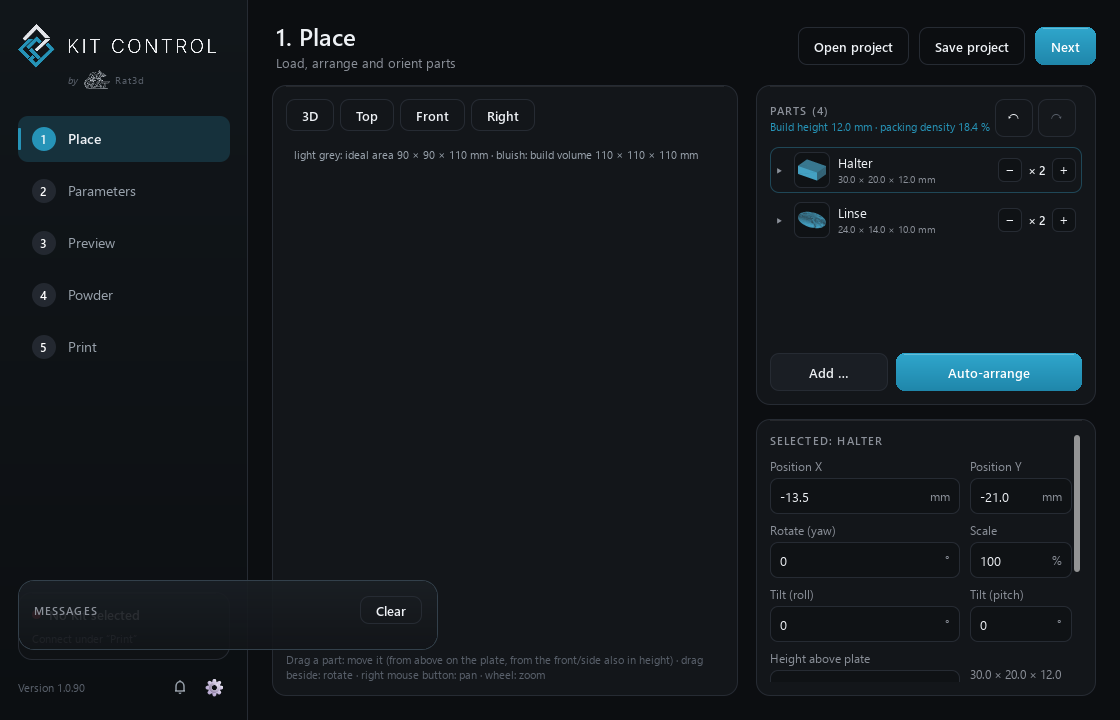 KIT CONTROL
by Rat3d
1 Place
2 Parameters
3 Preview
4 Powder
5 Print
No kit selected
Connect under "Print"
MESSAGES
Clear
Version 1.0.90
1. Place
Load, arrange and orient parts
Open project
Save project
Next
3D
Top
Front
Right
light grey: ideal area 90 × 90 × 110 mm · bluish: build volume 110 × 110 × 110 mm
Drag a part: move it (from above on the plate, from the front/side also in height) · drag
beside: rotate · right mouse button: pan · wheel: zoom
PARTS (4)
Build height 12.0 mm · packing density 18.4 %
Halter
30.0 × 20.0 × 12.0 mm
− × 2 +
Linse
24.0 × 14.0 × 10.0 mm
− × 2 +
Add ...
Auto-arrange
SELECTED: HALTER
Position X
Position Y
-13.5 mm
-21.0 mm
Rotate (yaw)
Scale
0 °
100 %
Tilt (roll)
Tilt (pitch)
0 °
0 °
Height above plate
30.0 × 20.0 × 12.0